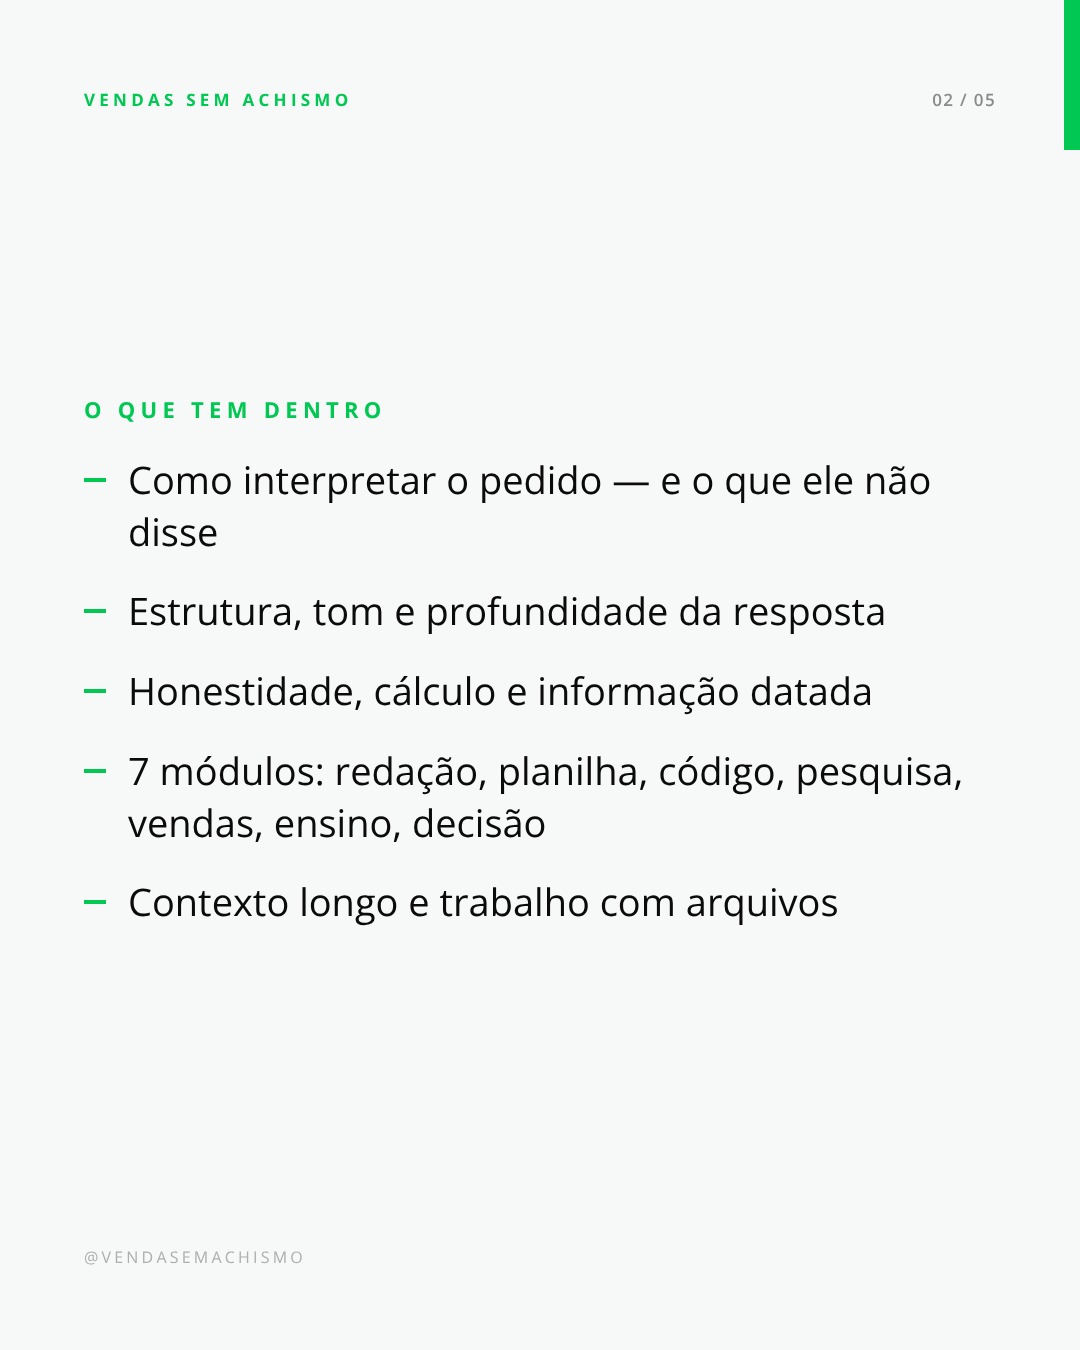 VENDAS SEM ACHISMO
02 / 05
O QUE TEM DENTRO
– Como interpretar o pedido — e o que ele não
disse
– Estrutura, tom e profundidade da resposta
– Honestidade, cálculo e informação datada
– 7 módulos: redação, planilha, código, pesquisa,
vendas, ensino, decisão
– Contexto longo e trabalho com arquivos
@VENDASEMACHISMO